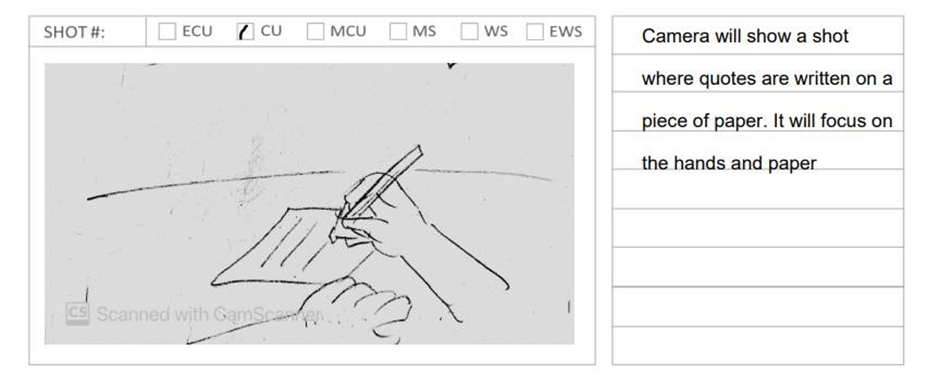 SHOT #: ECU CU MCU MS WS EWS
Camera will show a shot
where quotes are written on a
piece of paper. It will focus on
the hands and paper
CS Scanned with CamScanner